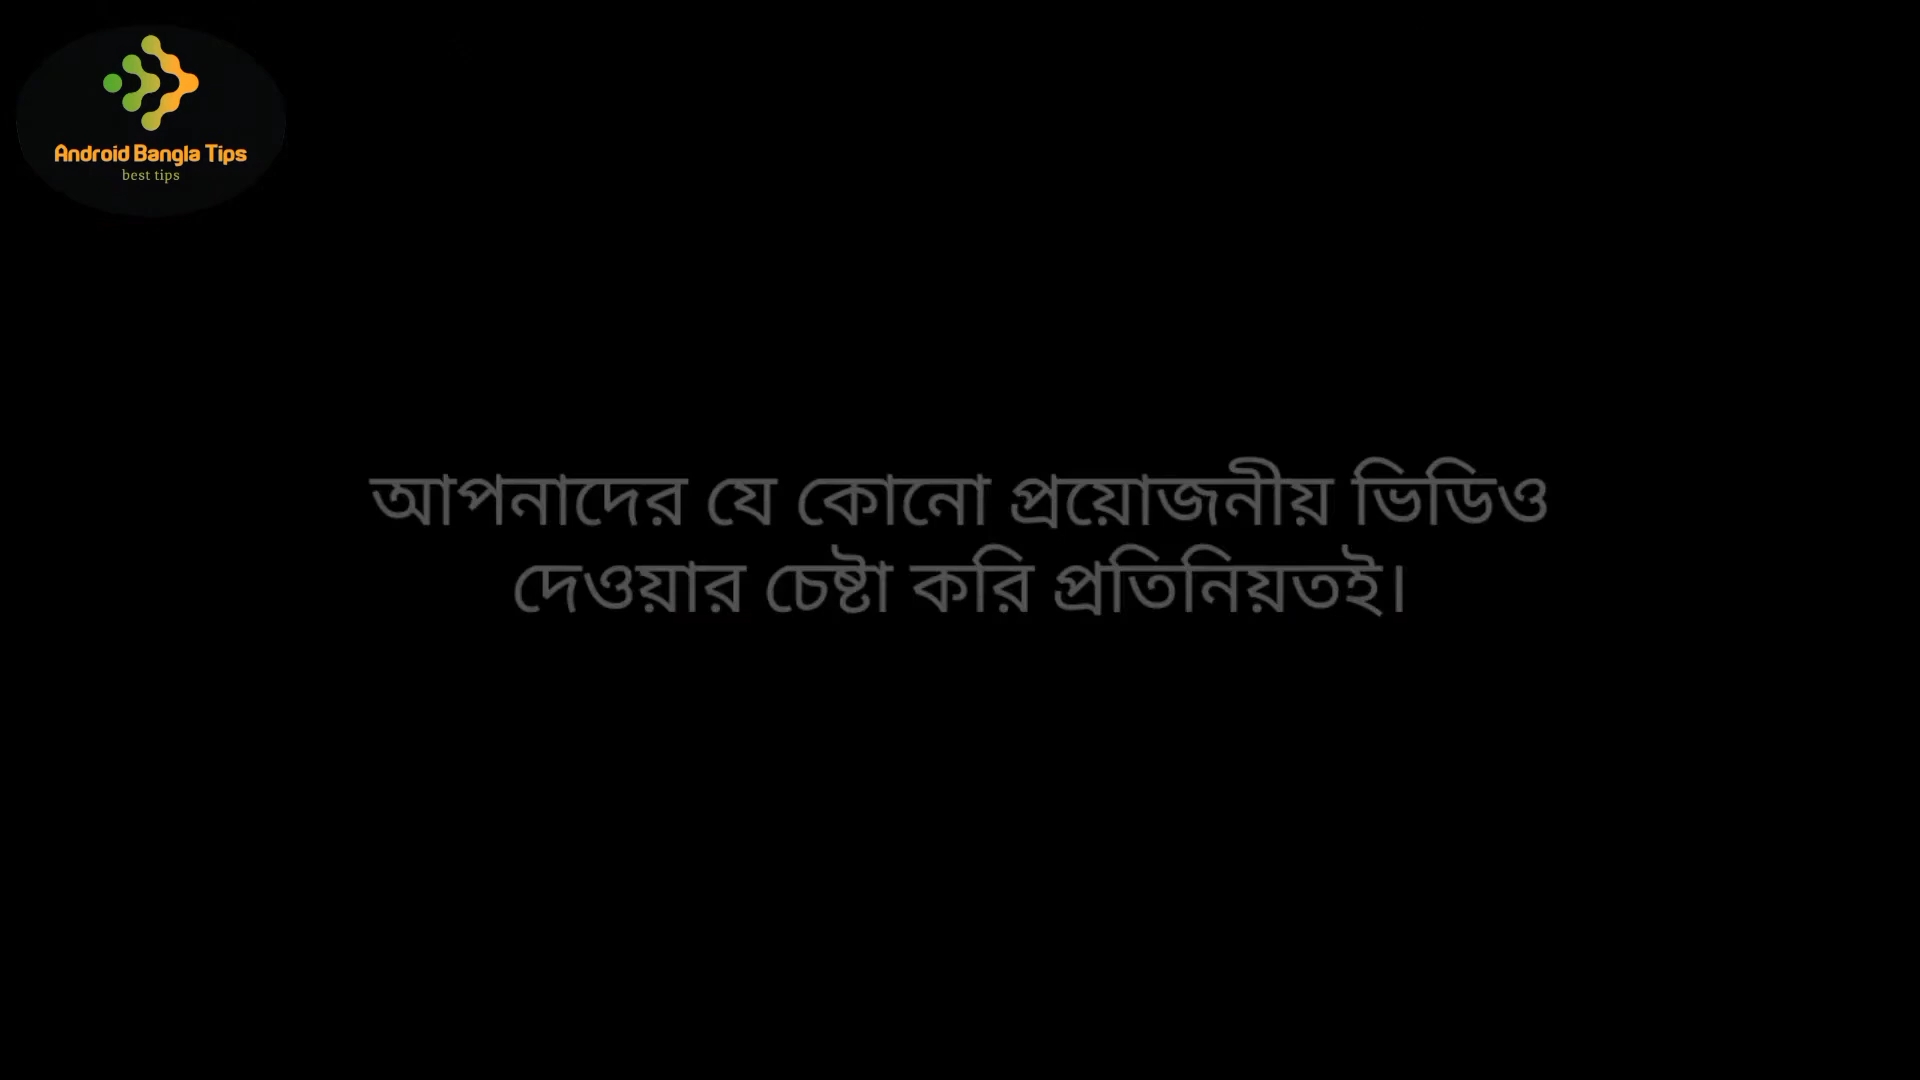 Android Bangla Tips
best tips
আপনাদের যে কোনো প্রয়োজনীয় ভিডিও
দেওয়ার চেষ্টা করি প্রতিনিয়তই।